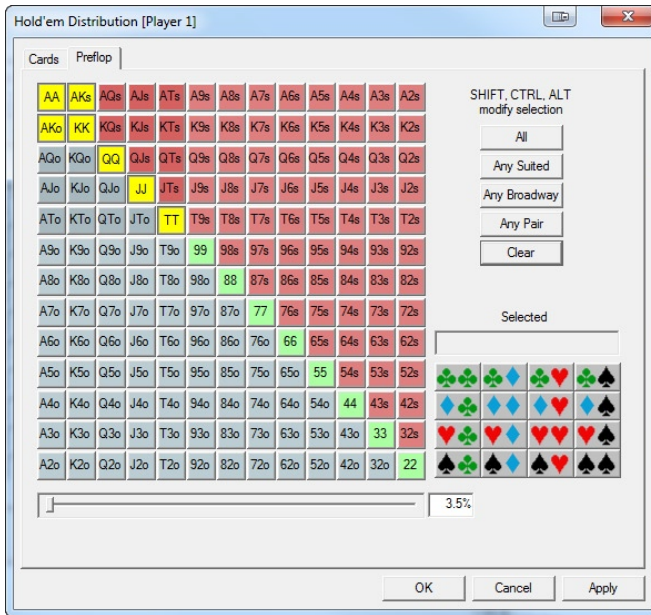 Hold'em Distribution [Player 1]
Cards Preflop
AA AKs AQs AJs ATs A9s A8s A7s A6s A5s A4s A3s A2s
AKo KK KQs KJs KTs K9s K8s K7s K6s K5s K4s K3s K2s
AQo KQo QQ QJs QTs Q9s Q8s Q7s Q6s Q5s Q4s Q3s Q2s
AJo KJo QJo JJ JTs J9s J8s J7s J6s J5s J4s J3s J2s
ATo KTo QTo JTo TT T9s T8s T7s T6s T5s T4s T3s T2s
A9o K9o Q9o J9o T9o 99 98s 97s 96s 95s 94s 93s 92s
A8o K8o Q8o J8o T8o 98o 88 87s 86s 85s 84s 83s 82s
A7o K7o Q7o J7o T7o 97o 87o 77 76s 75s 74s 73s 72s
A6o K6o Q6o J6o T6o 96o 86o 76o 66 65s 64s 63s 62s
A5o K5o Q5o J5o T5o 95o 85o 75o 65o 55 54s 53s 52s
A4o K4o Q4o J4o T4o 94o 84o 74o 64o 54o 44 43s 42s
A3o K3o Q3o J3o T3o 93o 83o 73o 63o 53o 43o 33 32s
A2o K2o Q2o J2o T2o 92o 82o 72o 62o 52o 42o 32o 22
3.5%
SHIFT, CTRL, ALT
modify selection
All
Any Suited
Any Broadway
Any Pair
Clear
Selected
OK Cancel Apply